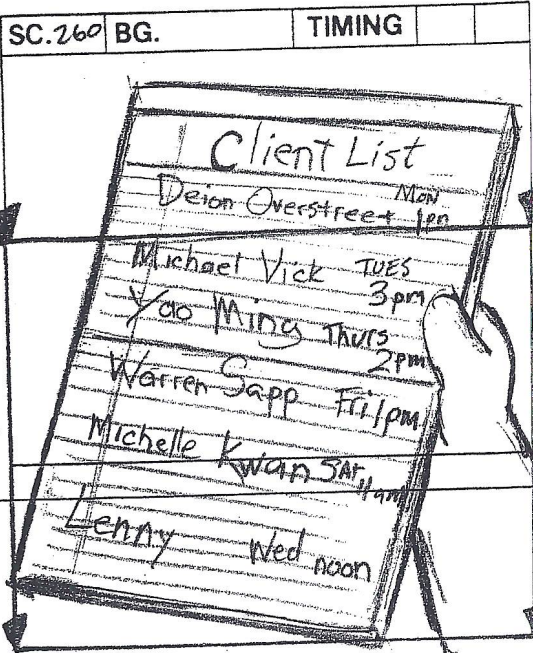 SC.260 BG. TIMING
Client List
Deion Overstreet MON 1pm
Michael Vick TUES 3pm
Yao Ming Thurs 2pm
Warren Sapp Fri 1pm
Michelle Kwan SAT 11am
Lenny Wed noon